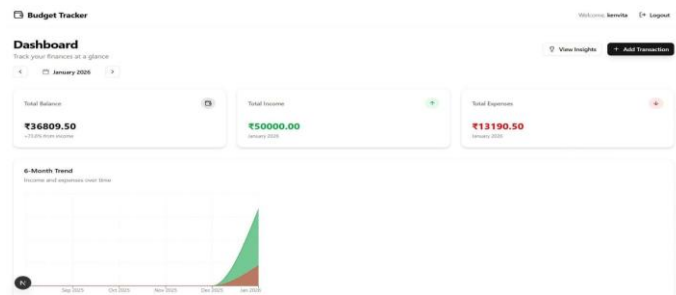 Budget Tracker
Welcome, kenvita
Logout
Dashboard
Track your finances at a glance
View Insights
+ Add Transaction
January 2026
Total Balance
₹36809.50
+73.6% from income
Total Income
₹50000.00
January 2026
Total Expenses
₹13190.50
January 2026
6-Month Trend
Income and expenses over time
N
Sep 2025
Oct 2025
Nov 2025
Dec 2025
Jan 2026